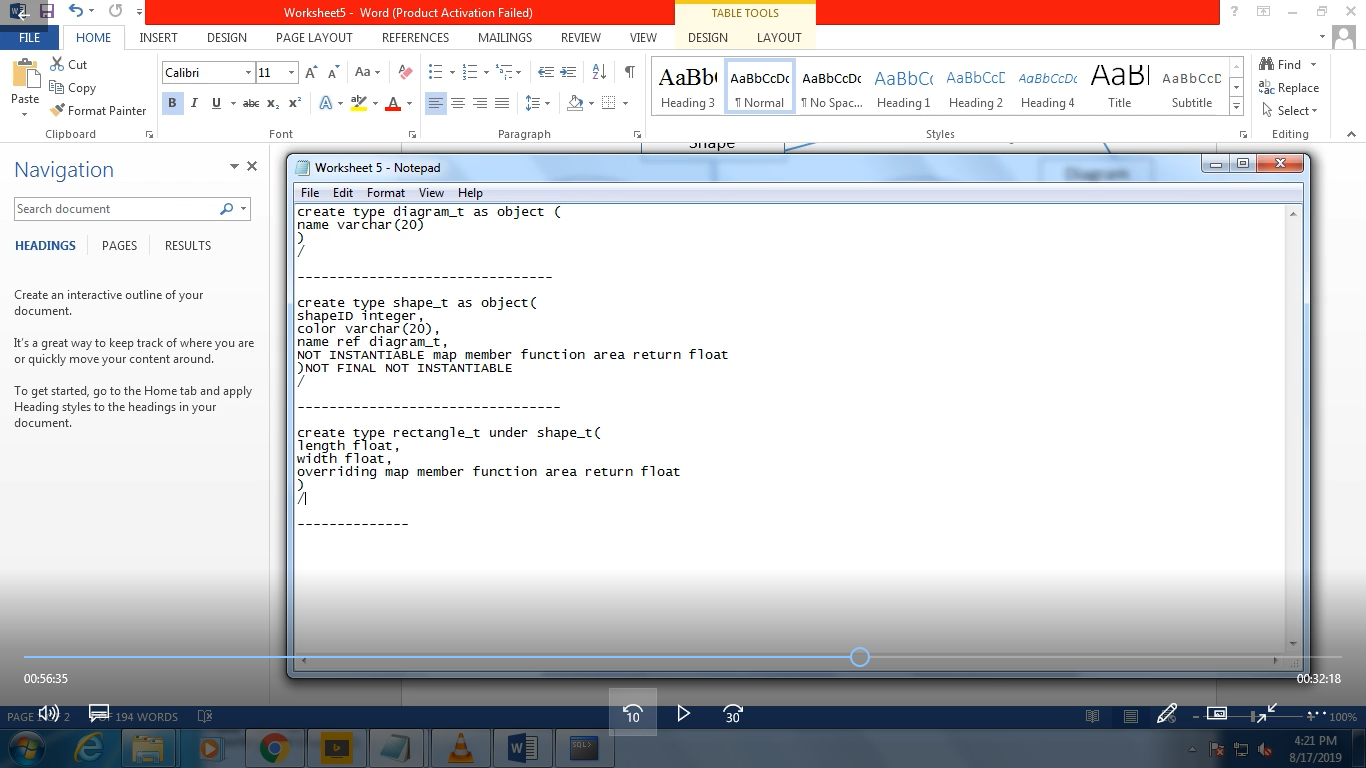 Worksheet5 - Word (Product Activation Failed)
TABLE TOOLS
FILE HOME INSERT DESIGN PAGE LAYOUT REFERENCES MAILINGS REVIEW VIEW DESIGN LAYOUT
Paste
Cut
Copy
Format Painter
Clipboard
Calibri 11
Font
Paragraph
AaBb( AaBbCcDc AaBbCcDc AaBbCc AaBbCcD AaBbCcDc AaBl AaBbCcD
Heading 3 ¶ Normal ¶ No Spac... Heading 1 Heading 2 Heading 4 Title Subtitle
Styles
Find
Replace
Select
Editing
Navigation
Search document
HEADINGS PAGES RESULTS
Create an interactive outline of your
document.
It's a great way to keep track of where you are
or quickly move your content around.
To get started, go to the Home tab and apply
Heading styles to the headings in your
document.
Shape
Diagram
Worksheet 5 - Notepad
File Edit Format View Help
create type diagram_t as object (
name varchar(20)
)
/
--------------------------------
create type shape_t as object(
shapeID integer,
color varchar(20),
name ref diagram_t,
NOT INSTANTIABLE map member function area return float
)NOT FINAL NOT INSTANTIABLE
/
---------------------------------
create type rectangle_t under shape_t(
length float,
width float,
overriding map member function area return float
)
/
--------------
00:56:35
00:32:18
10
30
OF 2
OF 194 WORDS
100%
SQL>
4:21 PM
8/17/2019